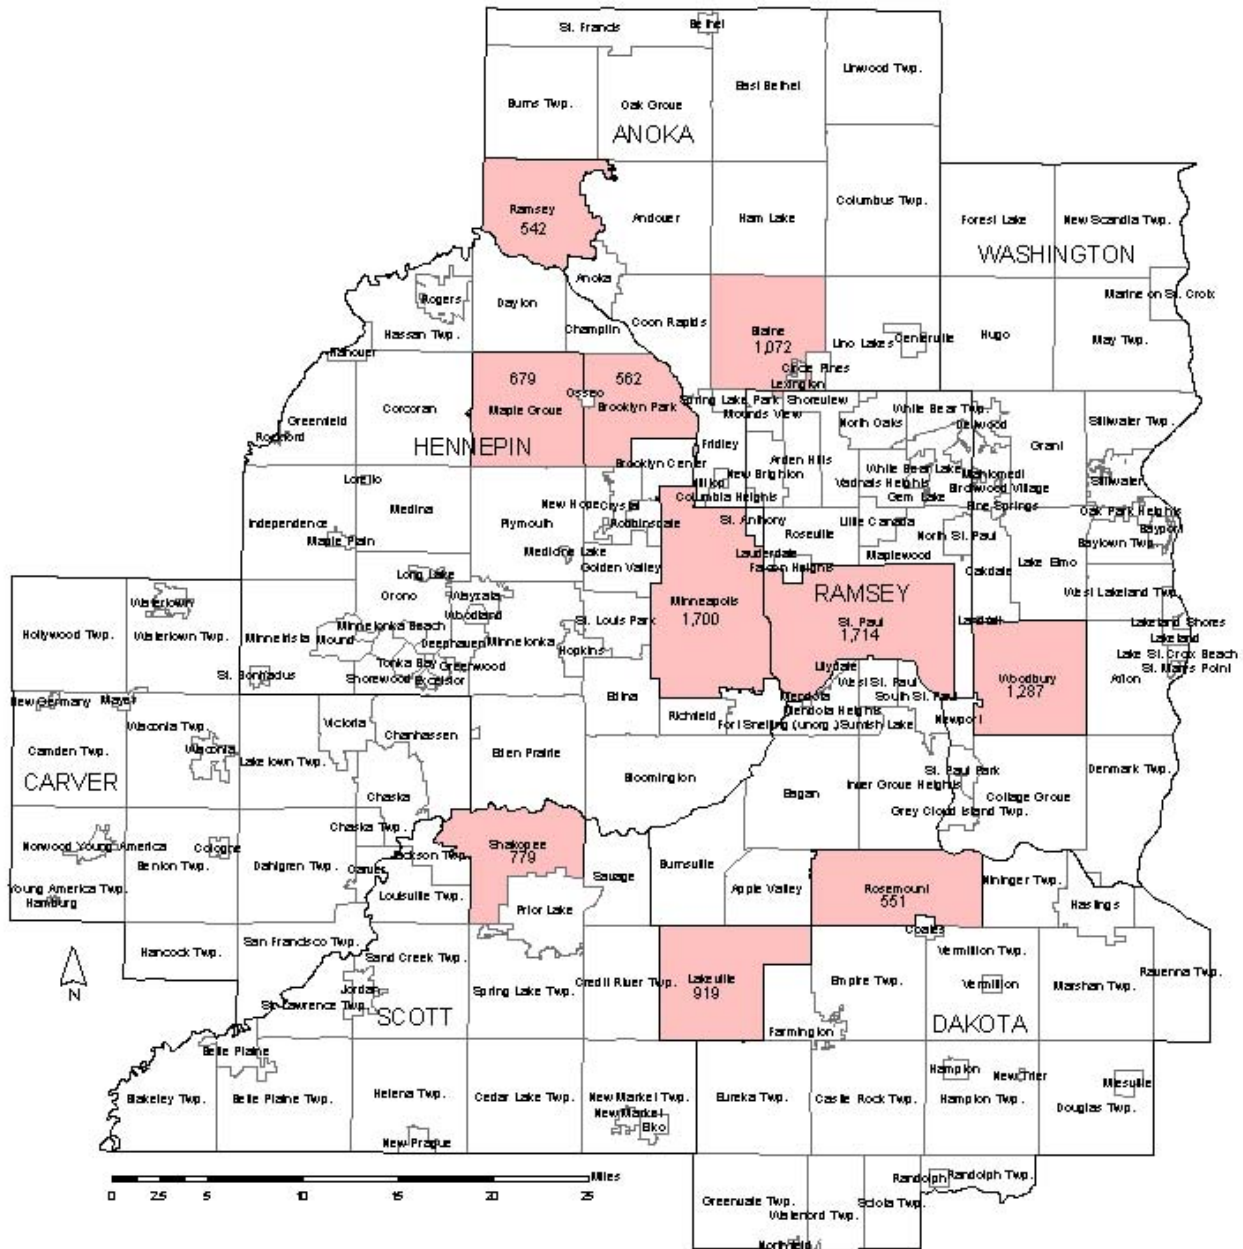 St. Francis
Bethel
Linwood Twp.
East Bethel
Burns Twp.
Oak Grove
ANOKA
Ramsey
542
Andover
Ham Lake
Columbus Twp.
Forest Lake
New Scandia Twp.
WASHINGTON
Anoka
Rogers
Dayton
Marine on St. Croix
Hassan Twp.
Champlin
Coon Rapids
Blaine
1,072
Lino Lakes
Centerville
Hugo
May Twp.
Hanover
Circle Pines
Lexington
679
562
Osseo
Maple Grove
Brooklyn Park
Spring Lake Park
Shoreview
Mounds View
White Bear Twp.
Dellwood
North Oaks
Stillwater Twp.
Greenfield
Corcoran
Rockford
HENNEPIN
Fridley
Grant
Brooklyn Center
Arden Hills
New Brighton
White Bear Lake
Mahtomedi
Vadnais Heights
Birchwood Village
Gem Lake
Stillwater
Loretto
Hilltop
Columbia Heights
Pine Springs
Oak Park Heights
Bayport
Medina
New Hope
Crystal
Independence
Plymouth
Robbinsdale
St. Anthony
Roseville
Little Canada
North St. Paul
Baytown Twp.
Maple Plain
Medicine Lake
Golden Valley
Lauderdale
Falcon Heights
Maplewood
Oakdale
Lake Elmo
Long Lake
Orono
Wayzata
Woodland
West Lakeland Twp.
Watertown
Minneapolis
1,700
RAMSEY
St. Paul
1,714
Hollywood Twp.
Watertown Twp.
Minnetrista
Mound
Minnetonka Beach
Deephaven
Minnetonka
St. Louis Park
Landfall
Lakeland Shores
Lakeland
Hopkins
Lake St. Croix Beach
Tonka Bay
Greenwood
Shorewood
Excelsior
St. Bonifacius
Lilydale
West St. Paul
Woodbury
1,287
Afton
St. Marys Point
New Germany
Mayer
Edina
Mendota
South St. Paul
Mendota Heights
Richfield
Fort Snelling (unorg.)
Sunfish Lake
Newport
Waconia Twp.
Victoria
Chanhassen
Camden Twp.
Waconia
Laketown Twp.
Eden Prairie
Bloomington
CARVER
St. Paul Park
Denmark Twp.
Eagan
Inver Grove Heights
Cottage Grove
Chaska
Grey Cloud Island Twp.
Chaska Twp.
Norwood Young America
Cologne
Benton Twp.
Dahlgren Twp.
Carver
Jackson Twp.
Shakopee
779
Savage
Burnsville
Apple Valley
Rosemount
551
Nininger Twp.
Hastings
Young America Twp.
Hamburg
Louisville Twp.
Prior Lake
Coates
Hancock Twp.
San Francisco Twp.
Sand Creek Twp.
Vermillion Twp.
N
Jordan
Spring Lake Twp.
Credit River Twp.
Lakeville
919
Empire Twp.
Vermillion
Marshan Twp.
Ravenna Twp.
St. Lawrence Twp.
SCOTT
Farmington
DAKOTA
Belle Plaine
Blakeley Twp.
Belle Plaine Twp.
Helena Twp.
Cedar Lake Twp.
New Market Twp.
New Market
Elko
Eureka Twp.
Castle Rock Twp.
Hampton
New Trier
Hampton Twp.
Miesville
Douglas Twp.
New Prague
Miles
0 2.5 5 10 15 20 25
Randolph
Randolph Twp.
Greenvale Twp.
Waterford Twp.
Sciota Twp.
Northfield